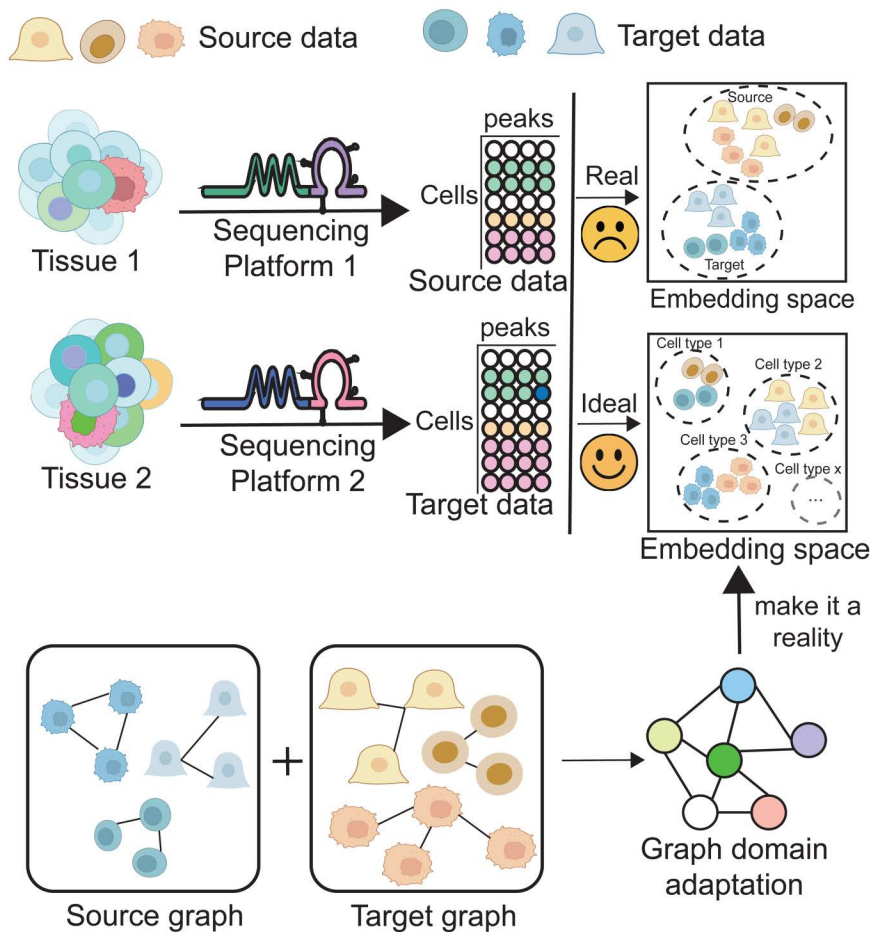 Source data
Target data
Tissue 1
Sequencing
Platform 1
peaks
Cells
Source data
Real
Source
Target
Embedding space
Tissue 2
Sequencing
Platform 2
peaks
Cells
Target data
Ideal
Cell type 1
Cell type 2
Cell type 3
Cell type x
...
Embedding space
make it a
reality
+
Source graph
Target graph
Graph domain
adaptation